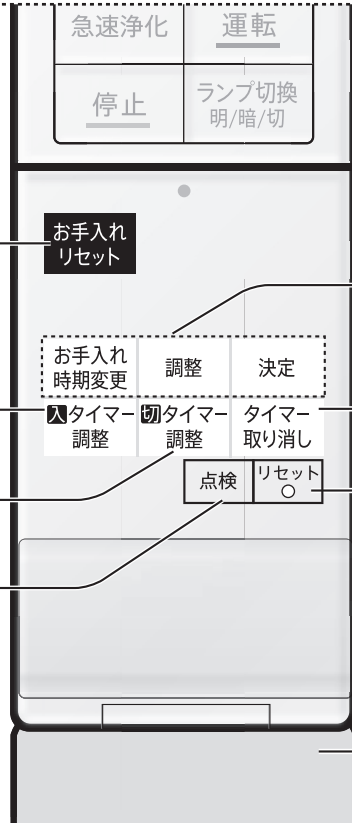 急速浄化
運転
停止
ランプ切換
明/暗/切
お手入れ
リセット
お手入れ
時期変更
調整
決定
入タイマー
調整
切タイマー
調整
タイマー
取り消し
点検
リセット